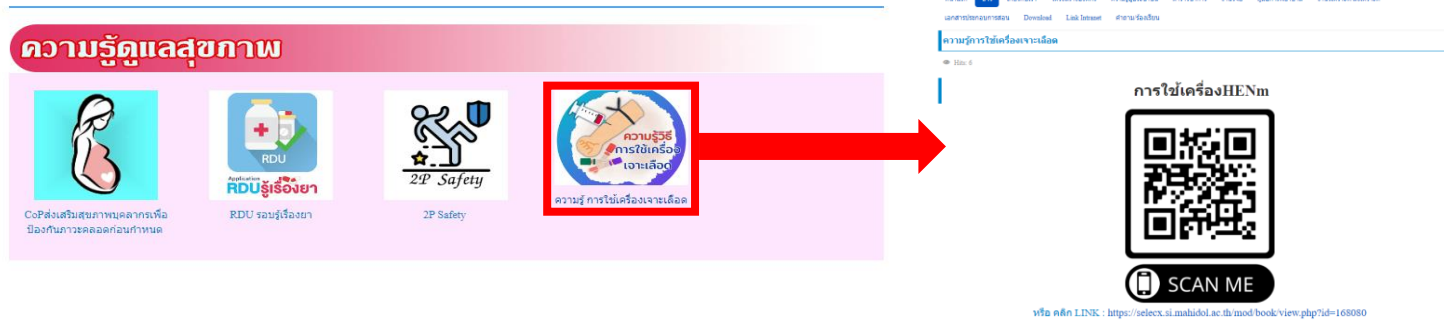 ความรู้ดูแลสุขภาพ
RDU
Application
RDUรู้เรื่องยา
2P Safety
ความรู้วิธี
การใช้เครื่อง
เจาะเลือด
CoPส่งเสริมสุขภาพบุคลากรเพื่อ
ป้องกันภาวะคลอดก่อนกำหนด
RDU รอบรู้เรื่องยา
2P Safety
ความรู้ การใช้เครื่องเจาะเลือด
เอกสารประกอบการสอน Download Link Intranet คำถาม/ร้องเรียน
ความรู้การใช้เครื่องเจาะเลือด
Hits: 6
การใช้เครื่องHENm
SCAN ME
หรือ คลิก LINK : https://selecx.si.mahidol.ac.th/mod/book/view.php?id=168080